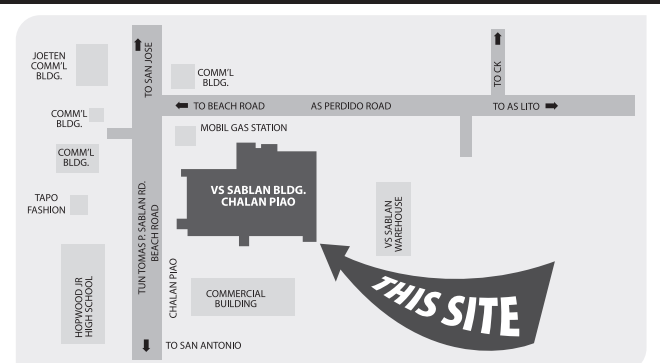 JOETEN
COMM'L
BLDG.
TO SAN JOSE
COMM'L
BLDG.
TO CK
TO BEACH ROAD
AS PERDIDO ROAD
TO AS LITO
COMM'L
BLDG.
MOBIL GAS STATION
COMM'L
BLDG.
VS SABLAN BLDG.
CHALAN PIAO
TAPO
FASHION
TUN TOMAS P. SABLAN RD.
BEACH ROAD
VS SABLAN
WAREHOUSE
CHALAN PIAO
HOPWOOD JR
HIGH SCHOOL
COMMERCIAL
BUILDING
THIS SITE
TO SAN ANTONIO